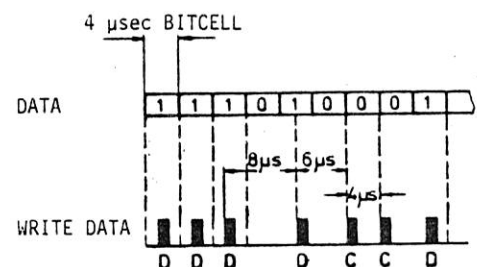 4 µsec BITCELL
DATA 1 1 1 0 1 0 0 0 1
8µs 6µs
4µs
WRITE DATA
D D D D C C D